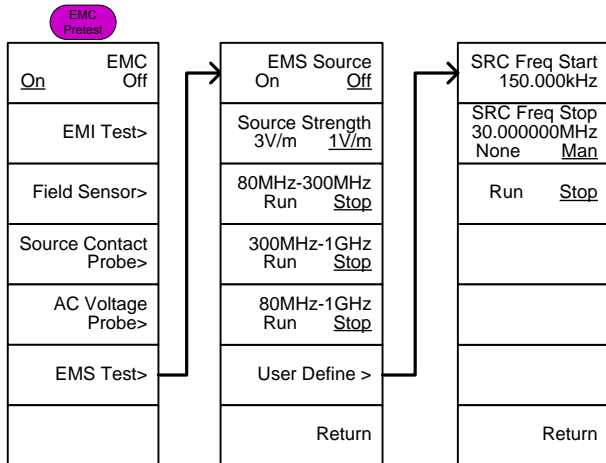 EMC
Pretest
EMC
On Off
EMI Test>
Field Sensor>
Source Contact
Probe>
AC Voltage
Probe>
EMS Test>
EMS Source
On Off
Source Strength
3V/m 1V/m
80MHz-300MHz
Run Stop
300MHz-1GHz
Run Stop
80MHz-1GHz
Run Stop
User Define >
Return
SRC Freq Start
150.000kHz
SRC Freq Stop
30.000000MHz
None Man
Run Stop
Return